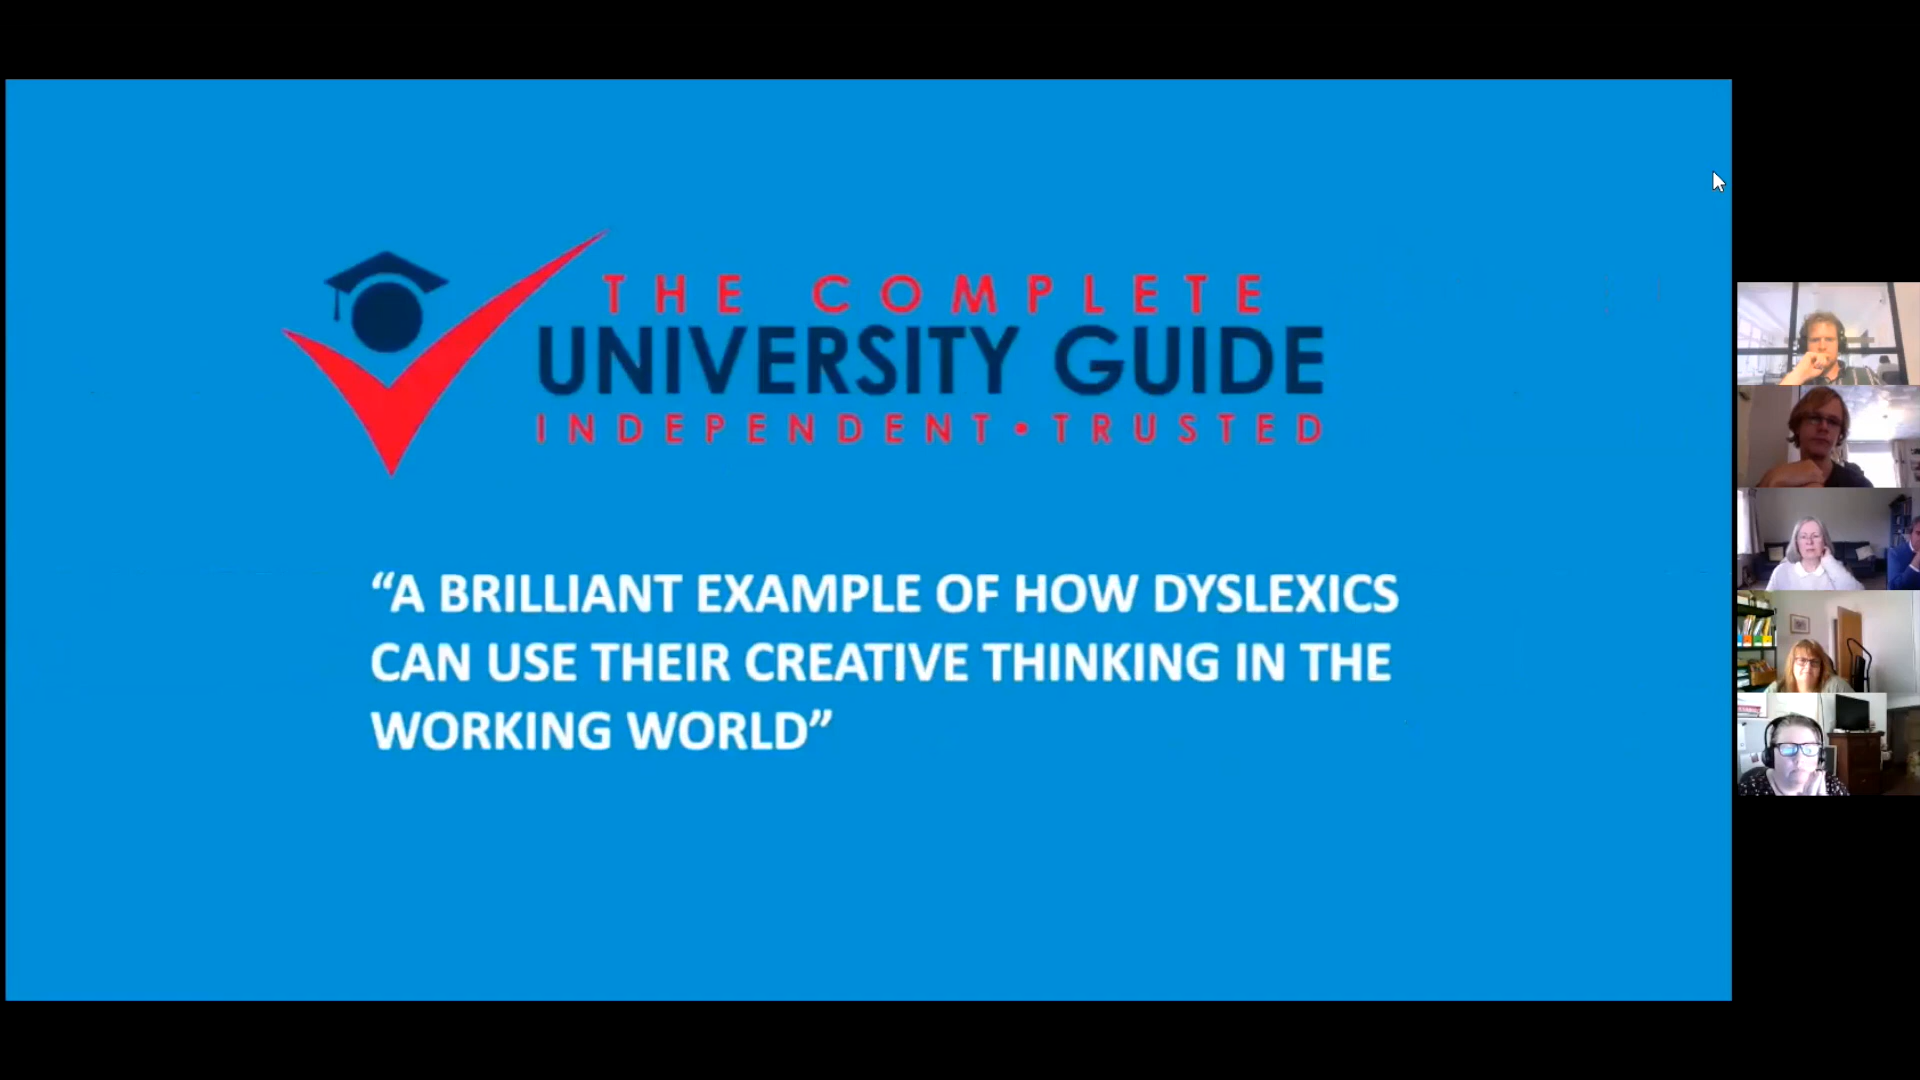 THE COMPLETE
UNIVERSITY GUIDE
INDEPENDENT • TRUSTED
“A BRILLIANT EXAMPLE OF HOW DYSLEXICS
CAN USE THEIR CREATIVE THINKING IN THE
WORKING WORLD”